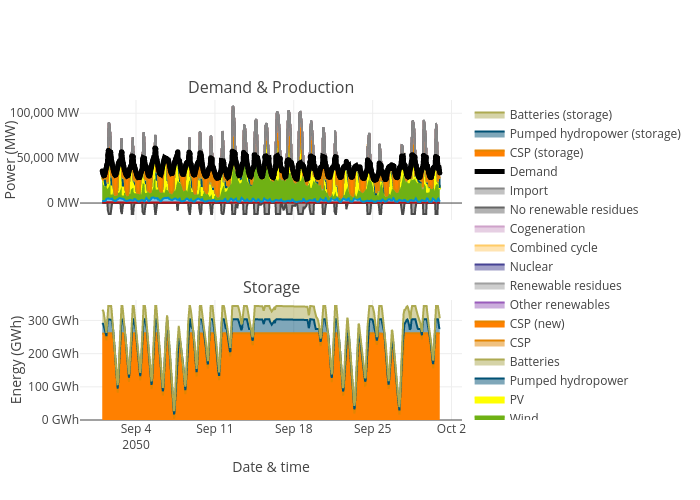 Demand & Production
100,000 MW
50,000 MW
0 MW
Power (MW)
Batteries (storage)
Pumped hydropower (storage)
CSP (storage)
Demand
Import
No renewable residues
Cogeneration
Combined cycle
Nuclear
Renewable residues
Other renewables
CSP (new)
CSP
Batteries
Pumped hydropower
PV
Wind
Storage
300 GWh
200 GWh
100 GWh
0 GWh
Energy (GWh)
Sep 4
2050
Sep 11
Sep 18
Sep 25
Oct 2
Date & time